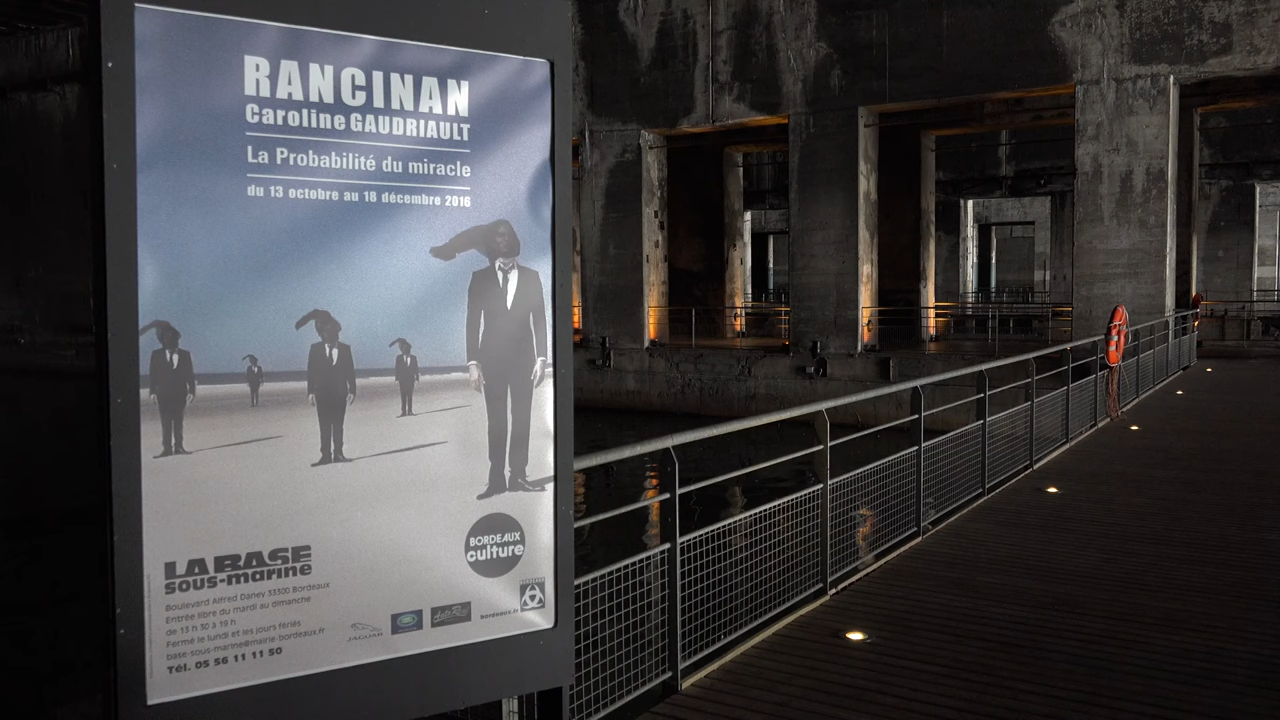 RANCINAN
Caroline GAUDRIAULT
La Probabilité du miracle
du 13 octobre au 18 décembre 2016
BORDEAUX
culture
LA BASE
sous-marine
Boulevard Alfred Daney 33300 Bordeaux
Entrée libre du mardi au dimanche
de 13 h 30 à 19 h
Fermé le lundi et les jours fériés
base-sous-marine@mairie-bordeaux.fr
Tél. 05 56 11 11 50
JAGUAR
bordeaux.fr